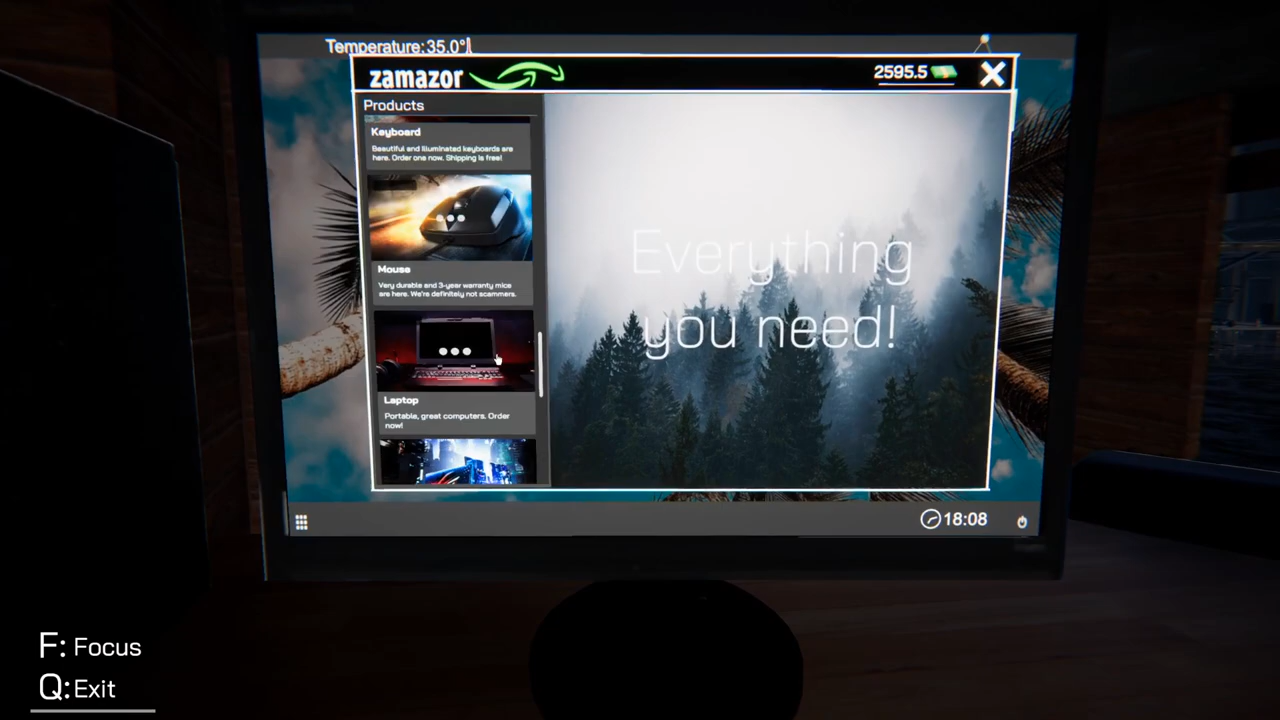 Temperature: 35.0°
zamazor
2595.5
Products
Keyboard
Beautiful and illuminated keyboards are
here. Order one now. Shipping is free!
Mouse
Very durable and 3-year warranty mice
are here. We're definitely not scammers.
Laptop
Portable, great computers. Order
now!
Everything
you need!
18:08
F: Focus
Q: Exit